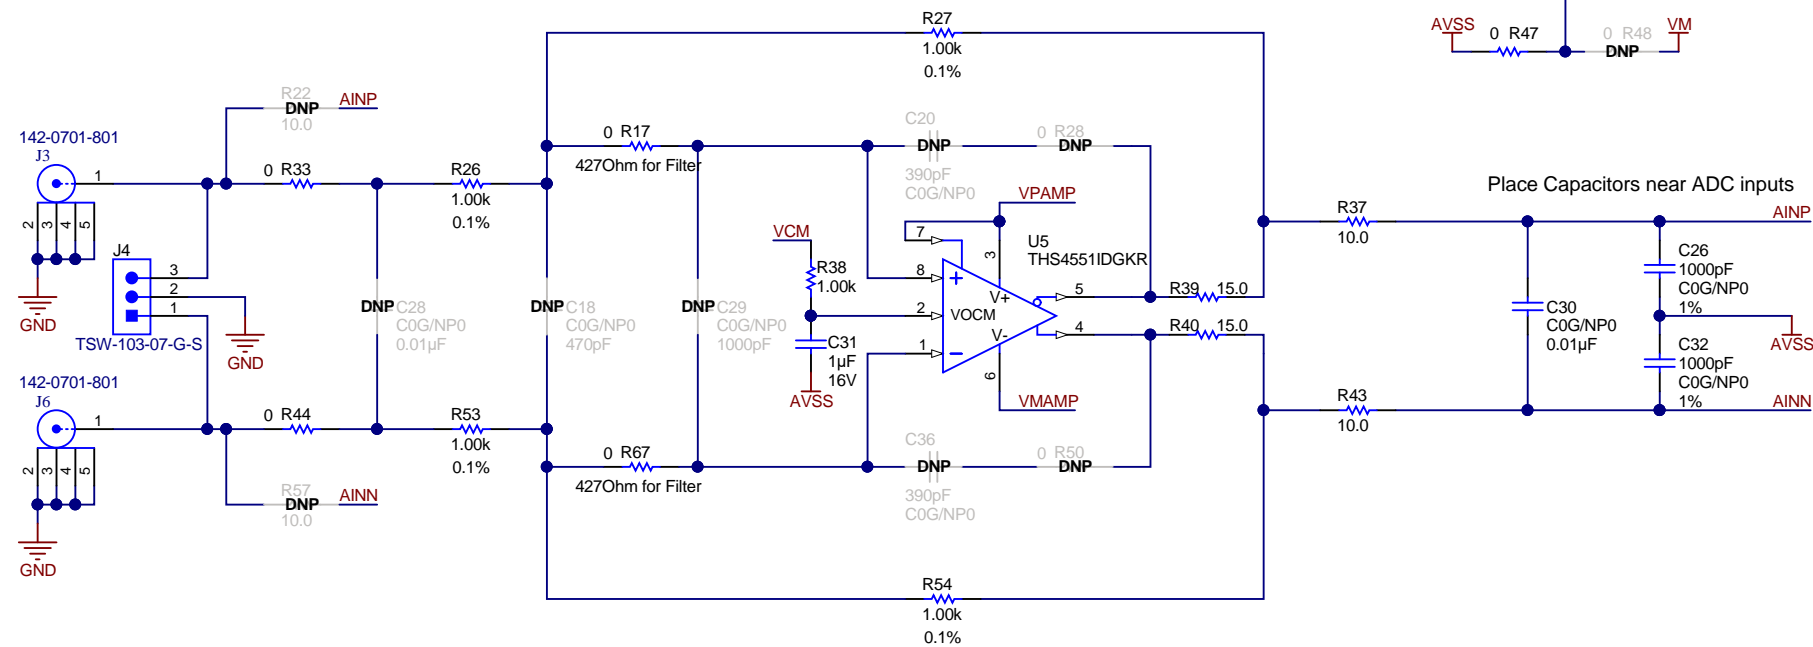 R27
1.00k
0.1%
AVSS
0 R47
0 R48
DNP
VM
R22
DNP
10.0
AINP
142-0701-801
J3
1
2
3
4
5
GND
0 R33
R26
1.00k
0.1%
0 R17
427Ohm for Filter
C20
DNP
390pF
C0G/NP0
0 R28
DNP
Place Capacitors near ADC inputs
J4
3
2
1
TSW-103-07-G-S
GND
DNP
C28
C0G/NP0
0.01µF
DNP
C18
C0G/NP0
470pF
DNP
C29
C0G/NP0
1000pF
VCM
R38
1.00k
C31
1µF
16V
AVSS
VPAMP
7
3
U5
THS4551IDGKR
8
2
1
VOCM
V+
V-
5
4
6
VMAMP
R39 15.0
R40 15.0
R37
10.0
R43
10.0
C30
C0G/NP0
0.01µF
AINP
C26
1000pF
C0G/NP0
1%
AVSS
C32
1000pF
C0G/NP0
1%
AINN
142-0701-801
J6
1
2
3
4
5
GND
0 R44
R53
1.00k
0.1%
0 R67
427Ohm for Filter
C36
DNP
390pF
C0G/NP0
0 R50
DNP
R57
DNP
10.0
AINN
R54
1.00k
0.1%